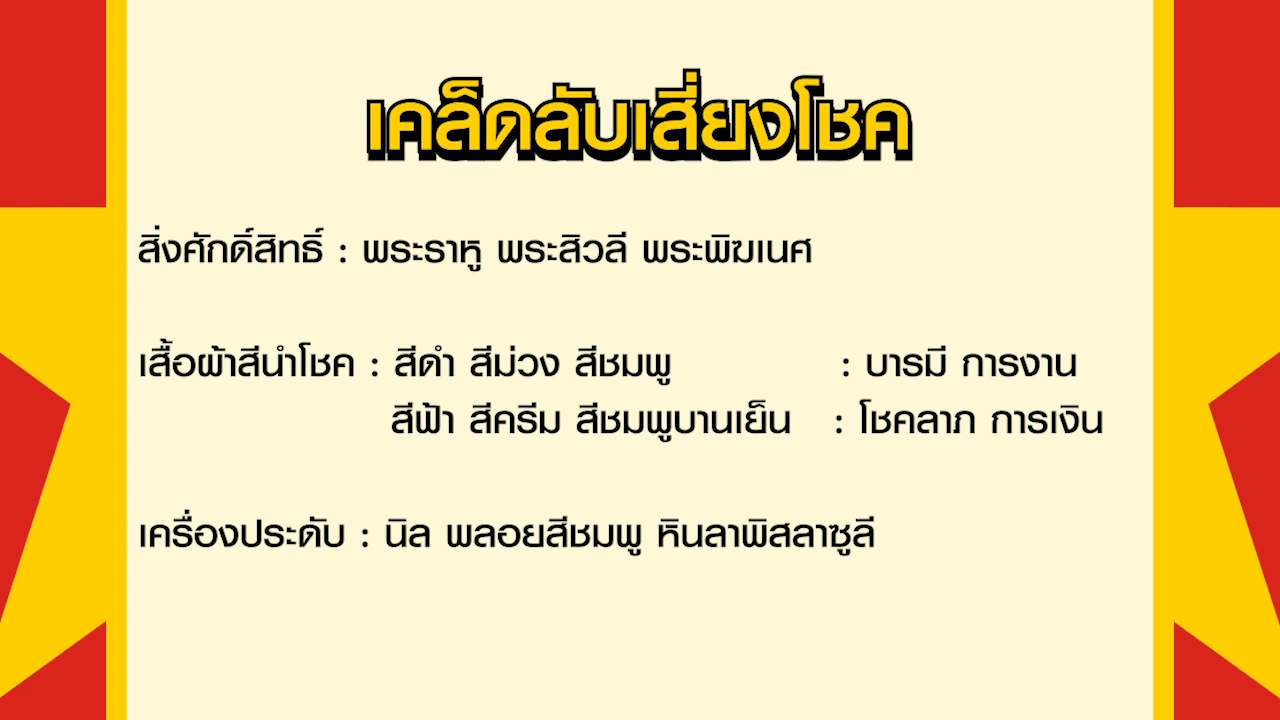 เคล็ดลับเสี่ยงโชค
สิ่งศักดิ์สิทธิ์ : พระราหู พระสิวลี พระพิฆเนศ
เสื้อผ้าสีนำโชค : สีดำ สีม่วง สีชมพู : บารมี การงาน
สีฟ้า สีครีม สีชมพูบานเย็น : โชคลาภ การเงิน
เครื่องประดับ : นิล พลอยสีชมพู หินลาพิสลาซูลี